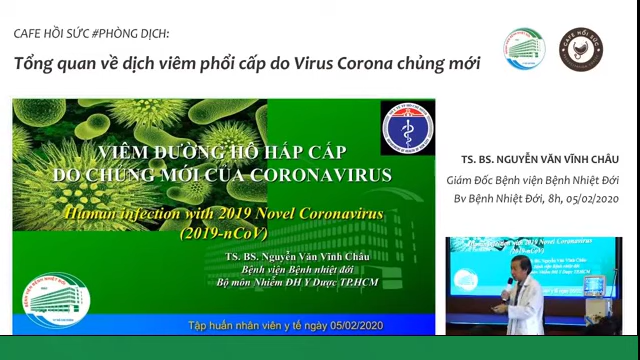 CAFE HỒI SỨC #PHÒNG DỊCH:
Tổng quan về dịch viêm phổi cấp do Virus Corona chủng mới
CAFE HỒI SỨC
VIÊM ĐƯỜNG HÔ HẤP CẤP
DO CHỦNG MỚI CỦA CORONAVIRUS
Human infection with 2019 Novel Coronavirus
(2019-nCoV)
TS. BS. Nguyễn Văn Vĩnh Châu
Bệnh viện Bệnh nhiệt đới
Bộ môn Nhiễm ĐH Y Dược TP.HCM
Tập huấn nhân viên y tế ngày 05/02/2020
TS. BS. NGUYỄN VĂN VĨNH CHÂU
Giám Đốc Bệnh viện Bệnh Nhiệt Đới
Bv Bệnh Nhiệt Đới, 8h, 05/02/2020